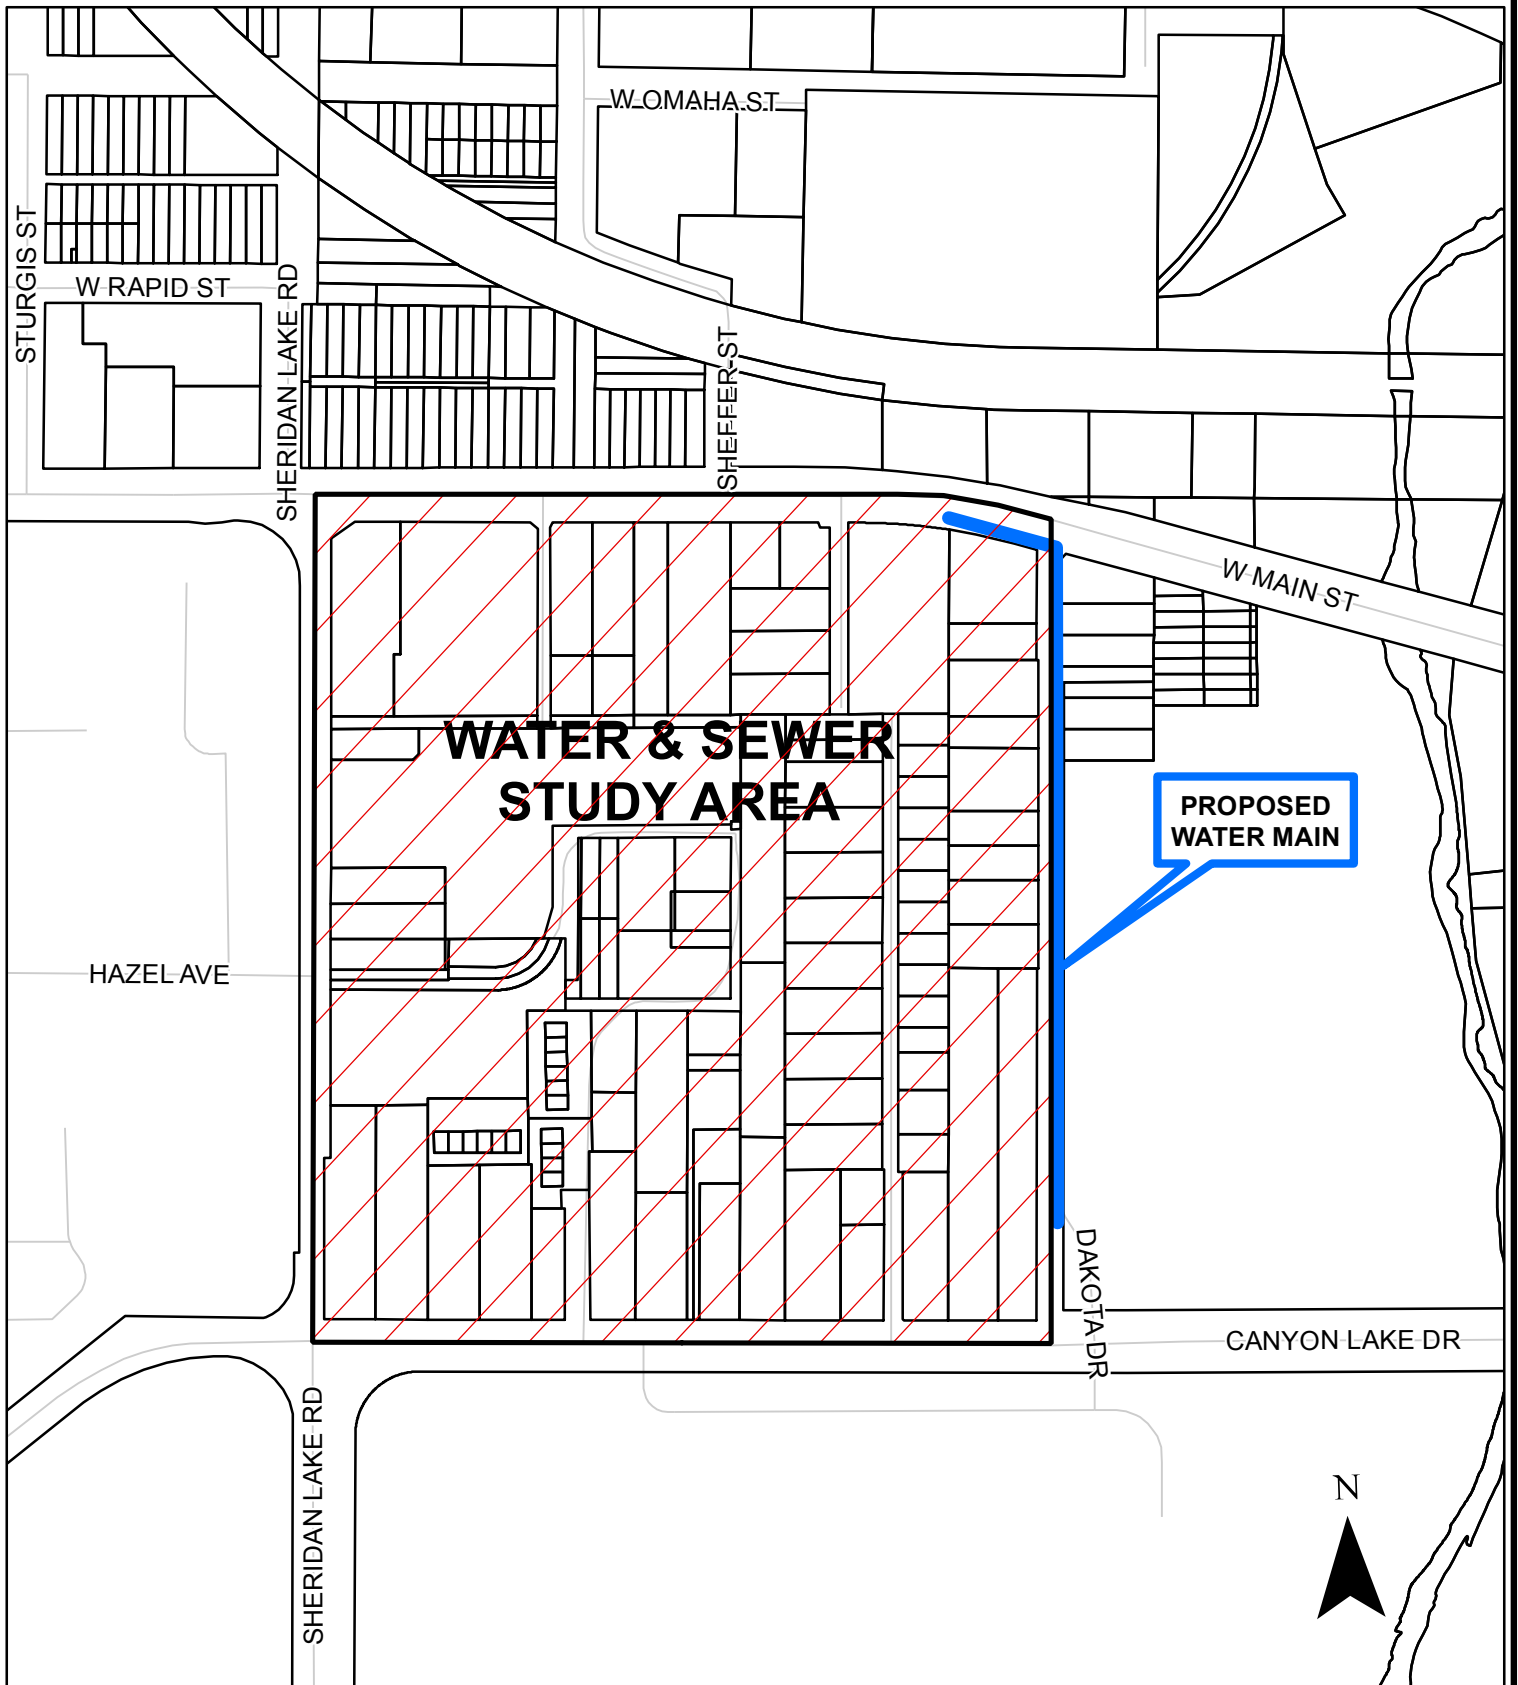 W OMAHA ST
STURGIS ST
W RAPID ST
SHERIDAN LAKE RD
SHEFFER ST
W MAIN ST
WATER & SEWER
STUDY AREA
PROPOSED
WATER MAIN
HAZEL AVE
DAKOTA DR
CANYON LAKE DR
SHERIDAN LAKE RD
N